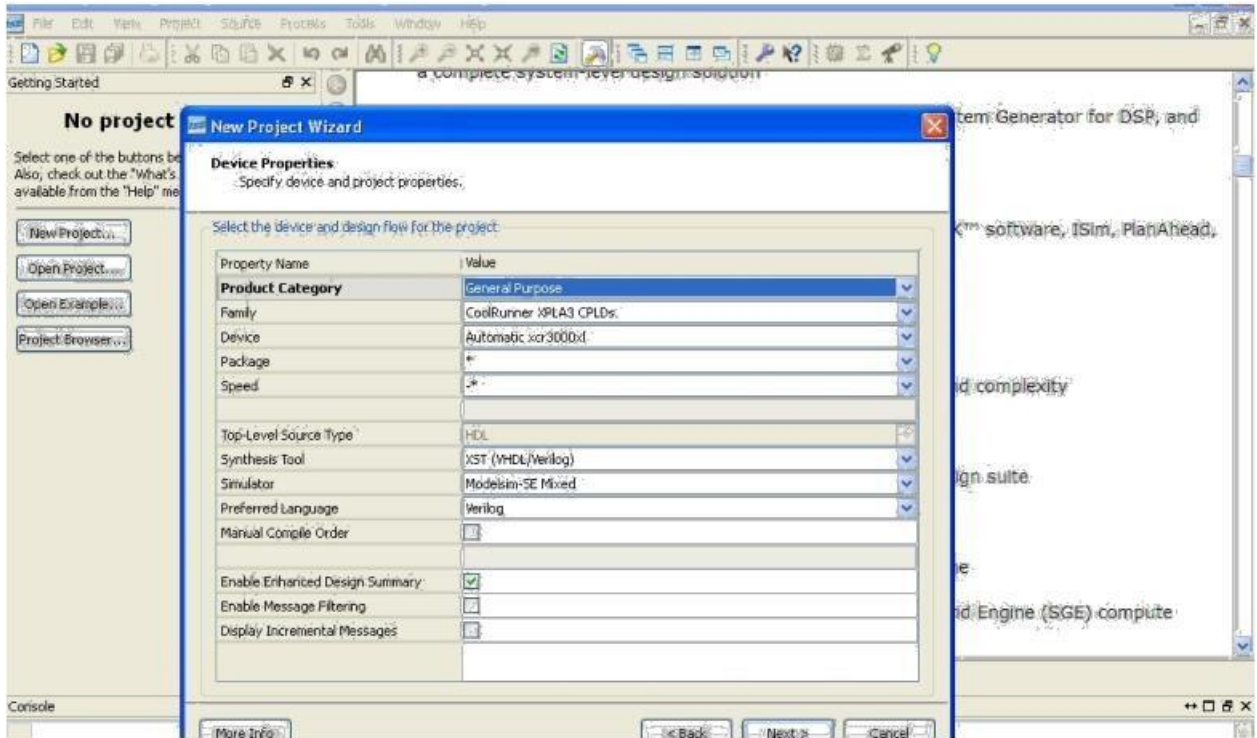 File Edit View Project Source Process Tools Window Help
Getting Started
a complete system-level design solution
No project
tem Generator for DSP, and
New Project Wizard
Select one of the buttons be
Also, check out the "What's
available from the "Help" me
Device Properties
Specify device and project properties.
Select the device and design flow for the project
New Project...
Open Project...
Open Example...
Project Browser...
X™ software, ISim, PlanAhead,
Property Name Value
Product Category General Purpose
Family CoolRunner XPLA3 CPLDs
Device Automatic xcr3000xl
Package *
Speed -*
d complexity
Top-Level Source Type HDL
Synthesis Tool XST (VHDL/Verilog)
Simulator Modelsim-SE Mixed
ign suite
Preferred Language Verilog
Manual Compile Order
Enable Enhanced Design Summary
Enable Message Filtering
id Engine (SGE) compute
Display Incremental Messages
Console
More Info
< Back Next > Cancel